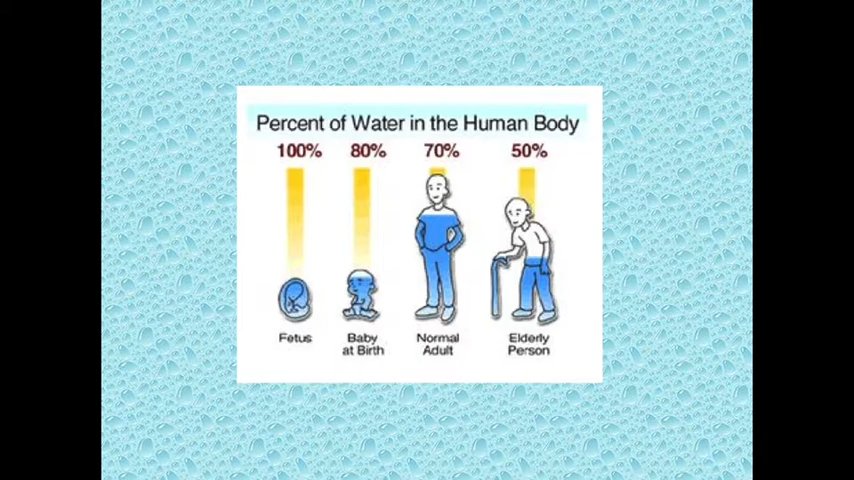 Percent of Water in the Human Body
100% 80% 70% 50%
Fetus Baby at Birth Normal Adult Elderly Person